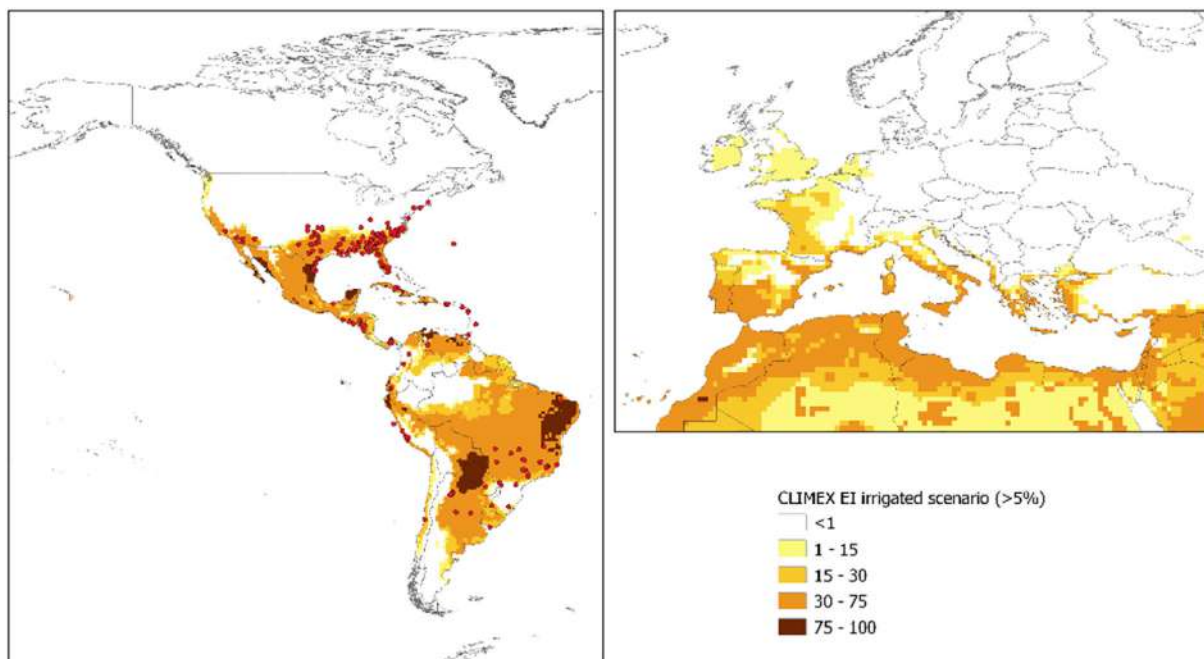 CLIMEX EI irrigated scenario (>5%)
<1
1 - 15
15 - 30
30 - 75
75 - 100